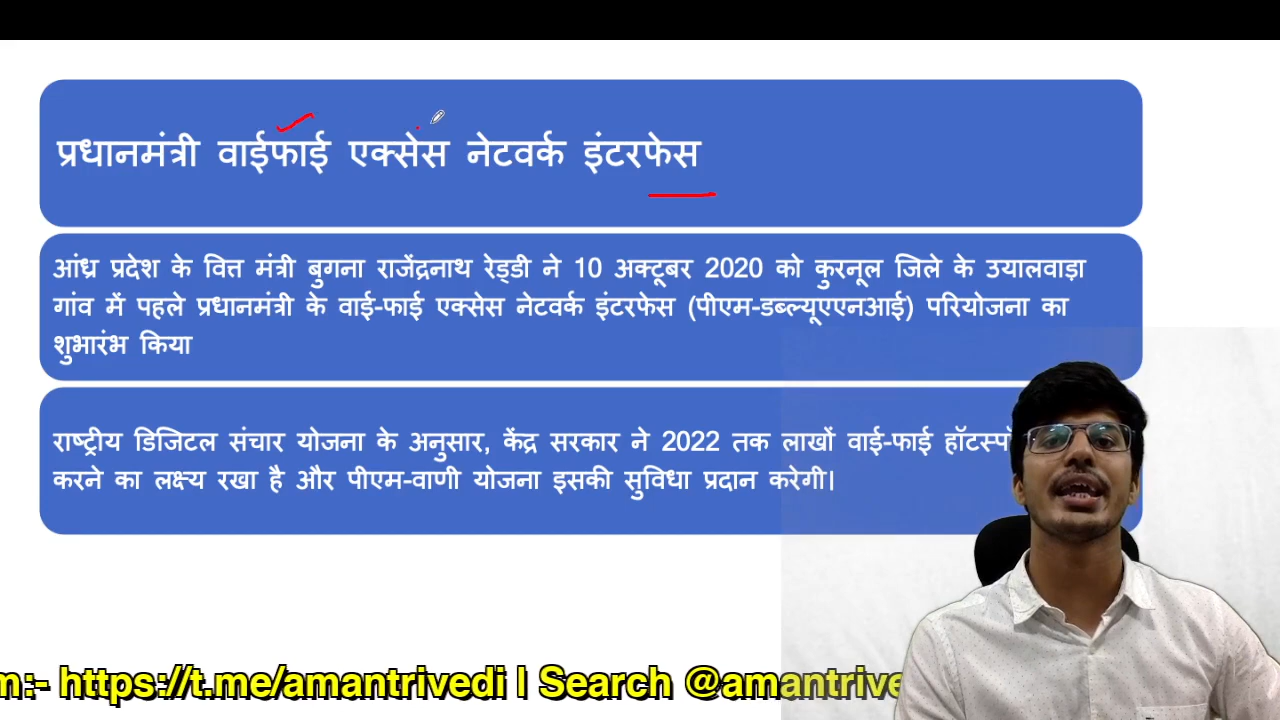 प्रधानमंत्री वाईफाई एक्सेस नेटवर्क इंटरफेस
आंध्र प्रदेश के वित्त मंत्री बुगना राजेंद्रनाथ रेड्डी ने 10 अक्टूबर 2020 को कुरनूल जिले के उयालवाड़ा
गांव में पहले प्रधानमंत्री के वाई-फाई एक्सेस नेटवर्क इंटरफेस (पीएम-डब्ल्यूएएनआई) परियोजना का
शुभारंभ किया
राष्ट्रीय डिजिटल संचार योजना के अनुसार, केंद्र सरकार ने 2022 तक लाखों वाई-फाई
करने का लक्ष्य रखा है और पीएम-वाणी योजना इसकी सुविधा प्रदान करेगी।
https://t.me/amantrivedi | Search